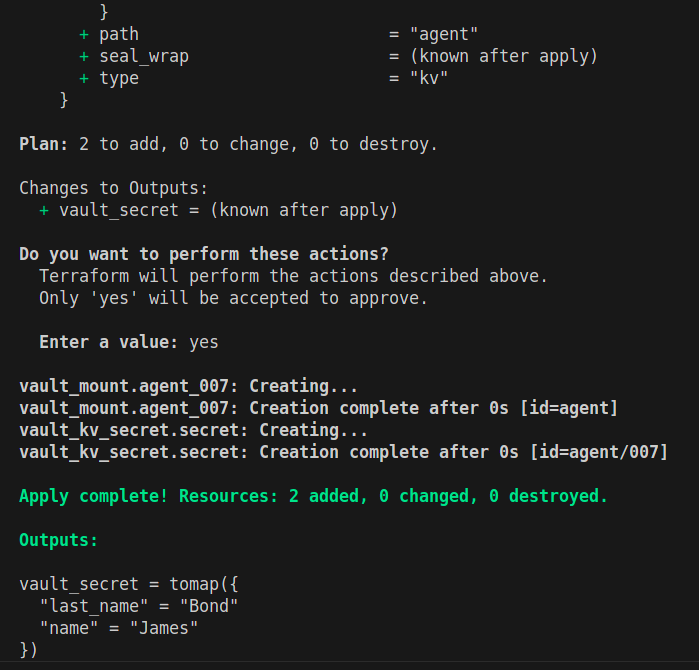 }
+ path = "agent"
+ seal_wrap = (known after apply)
+ type = "kv"
}
Plan: 2 to add, 0 to change, 0 to destroy.
Changes to Outputs:
+ vault_secret = (known after apply)
Do you want to perform these actions?
Terraform will perform the actions described above.
Only 'yes' will be accepted to approve.
Enter a value: yes
vault_mount.agent_007: Creating...
vault_mount.agent_007: Creation complete after 0s [id=agent]
vault_kv_secret.secret: Creating...
vault_kv_secret.secret: Creation complete after 0s [id=agent/007]
Apply complete! Resources: 2 added, 0 changed, 0 destroyed.
Outputs:
vault_secret = tomap({
"last_name" = "Bond"
"name" = "James"
})